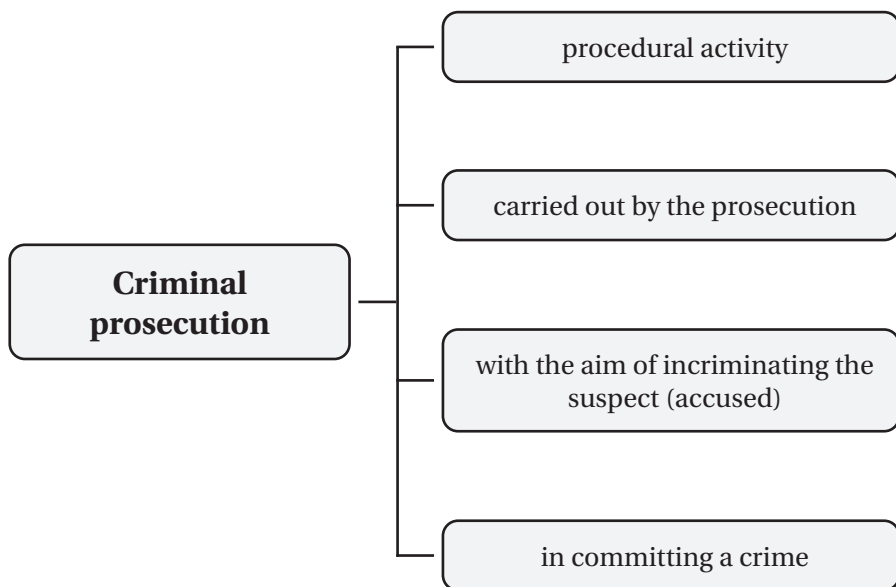 Criminal
prosecution
procedural activity
carried out by the prosecution
with the aim of incriminating the
suspect (accused)
in committing a crime